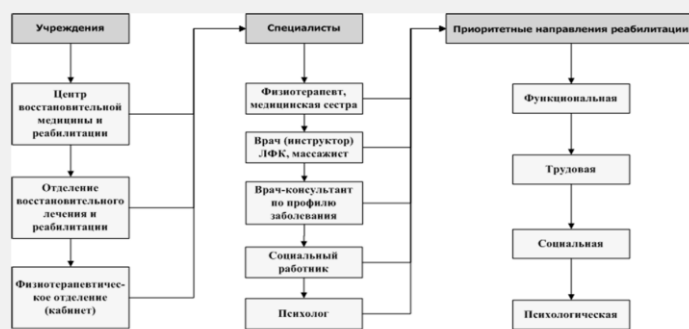 Учреждения
Центр
восстановительной
медицины и
реабилитации
Отделение
восстановительного
лечения и
реабилитации
Физиотерапевтичес-
кое отделение
(кабинет)
Специалисты
Физиотерапевт,
медицинская сестра
Врач (инструктор)
ЛФК, массажист
Врач-консультант
по профилю
заболевания
Социальный
работник
Психолог
Приоритетные направления реабилитации
Функциональная
Трудовая
Социальная
Психологическая